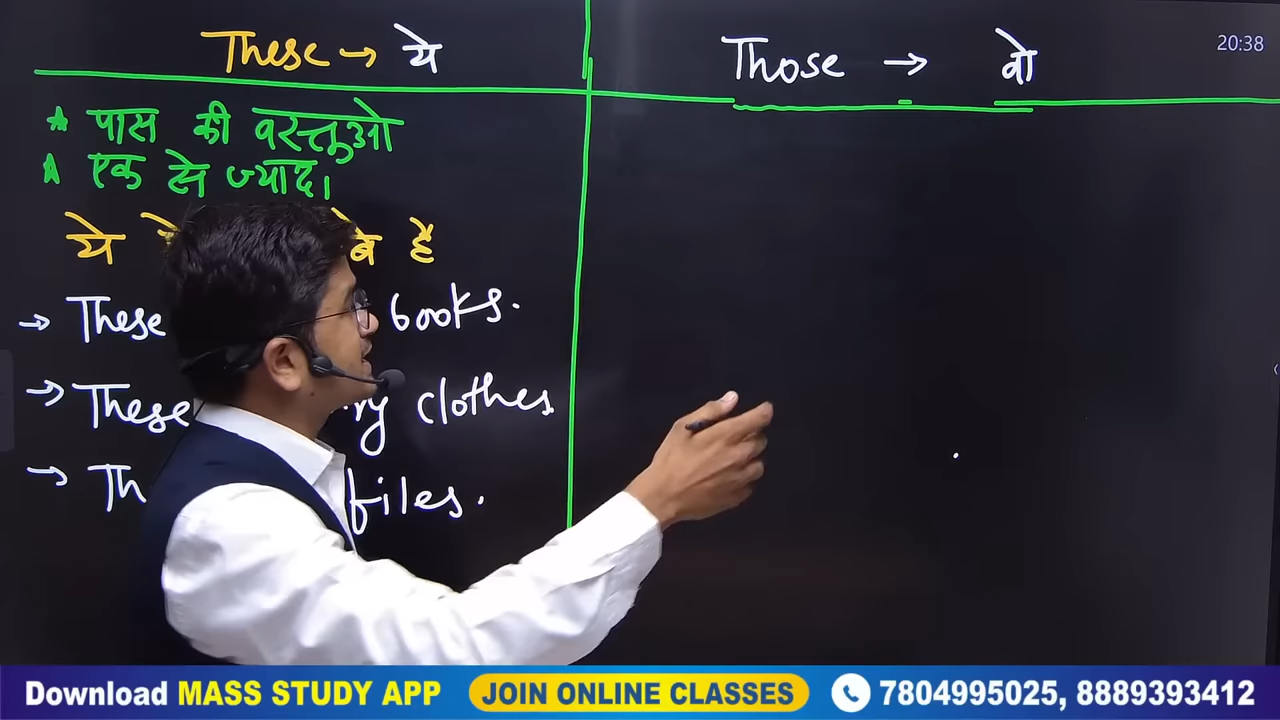 These → ये
Those → वो
20:38
* पास की वस्तुओ
* एक से ज्याद।
ये है
→ These books.
→ These my clothes
→ files.
Download MASS STUDY APP JOIN ONLINE CLASSES 7804995025, 8889393412